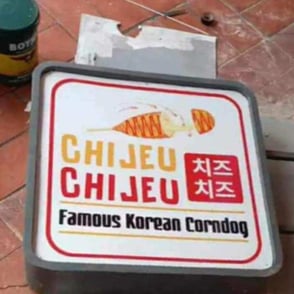 CHIJEU
CHIJEU
치즈
치즈
Famous Korean Corndog